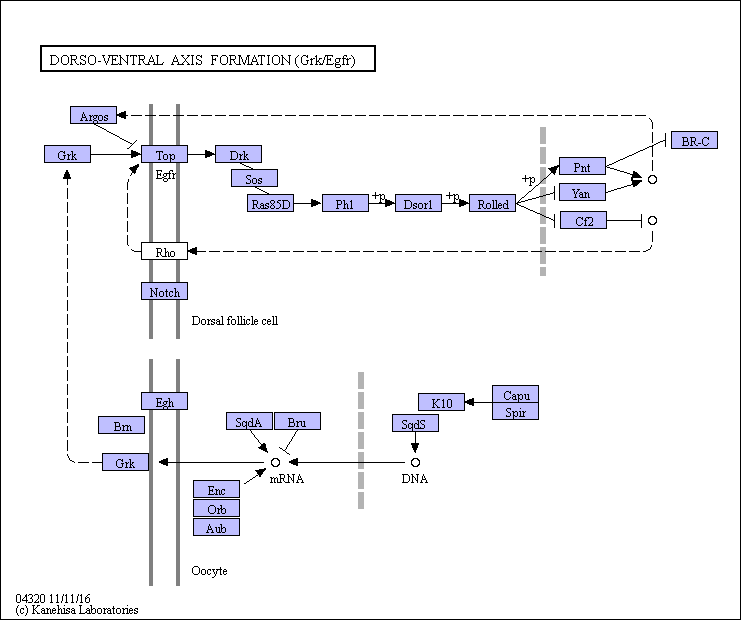 DORSO-VENTRAL AXIS FORMATION (Grk/Egfr)
Argos
BR-C
Grk
Top
Drk
Egfr
Pnt
Sos
+p
Yan
Ras85D
Ph1
+p
Dsor1
+p
Rolled
Cf2
Rho
Notch
Dorsal follicle cell
Egh
K10
Capu
Spir
Brn
SqdA
Bru
SqdS
Grk
mRNA
DNA
Enc
Orb
Aub
Oocyte
04320 11/11/16
(c) Kanehisa Laboratories